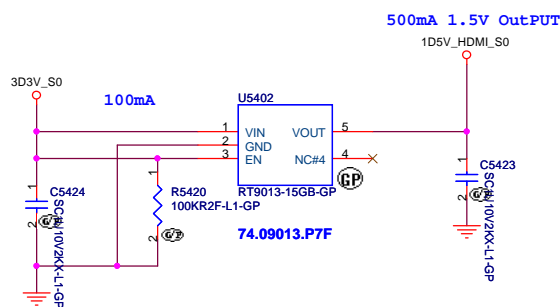 500mA 1.5V OutPUT
1D5V_HDMI_S0
3D3V_S0
100mA
U5402
1 VIN VOUT 5
2 GND
3 EN NC#4 4
GP
RT9013-15GB-GP
74.09013.P7F
1
C5424
2
G/P
1
R5420
100KR2F-L1-GP
2
G/P
1
C5423
2
G/P